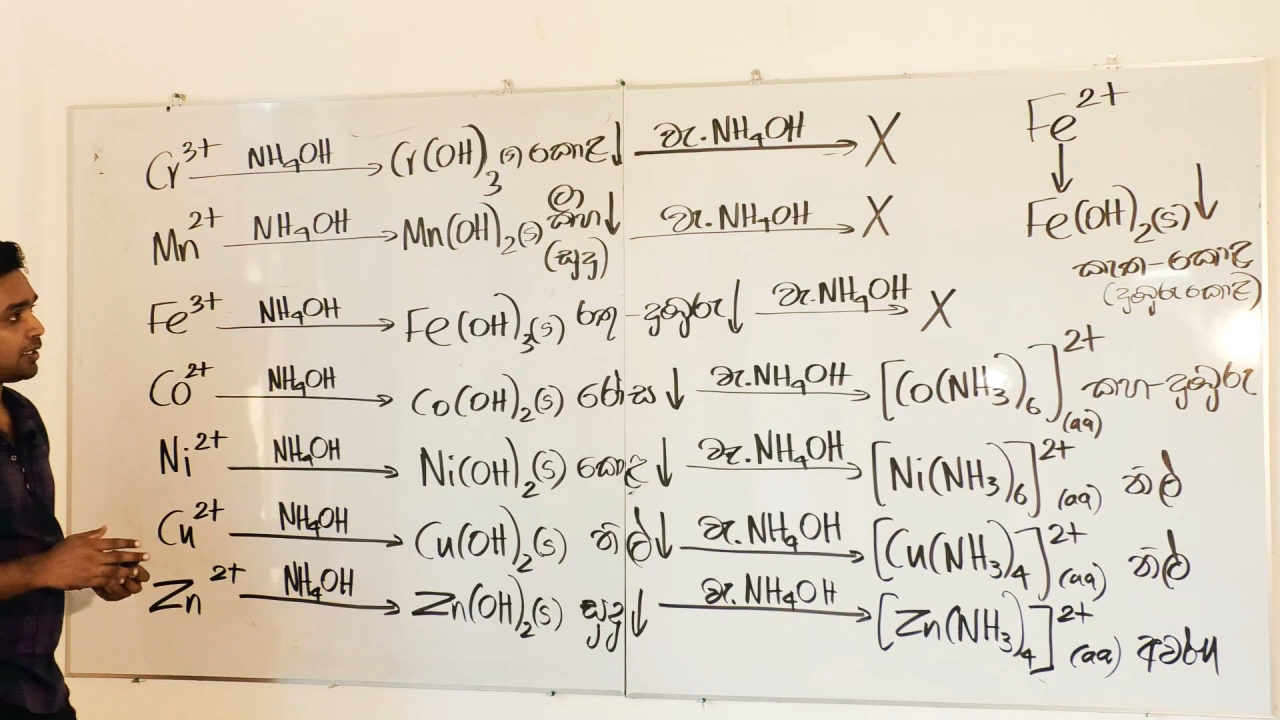 Cr³⁺ NH₄OH → Cr(OH)₃(s) කොළ ↓ වැ.NH₄OH → X
Mn²⁺ NH₄OH → Mn(OH)₂(s) ලා කහ ↓ (සුදු) වැ.NH₄OH → X
Fe³⁺ NH₄OH → Fe(OH)₃(s) රතු - දුඹුරු ↓ වැ.NH₄OH → X
Co²⁺ NH₄OH → Co(OH)₂(s) රෝස ↓ වැ.NH₄OH → [Co(NH₃)₆]²⁺(aq) කහ-දුඹුරු
Ni²⁺ NH₄OH → Ni(OH)₂(s) කොළ ↓ වැ.NH₄OH → [Ni(NH₃)₆]²⁺(aq) නිල්
Cu²⁺ NH₄OH → Cu(OH)₂(s) නිල් ↓ වැ.NH₄OH → [Cu(NH₃)₄]²⁺(aq) නිල්
Zn²⁺ NH₄OH → Zn(OH)₂(s) සුදු ↓ වැ.NH₄OH → [Zn(NH₃)₄]²⁺(aq) අවර්ණ
Fe²⁺
↓
Fe(OH)₂(s) ↓
කැත-කොළ
(දුඹුරු කොළ)